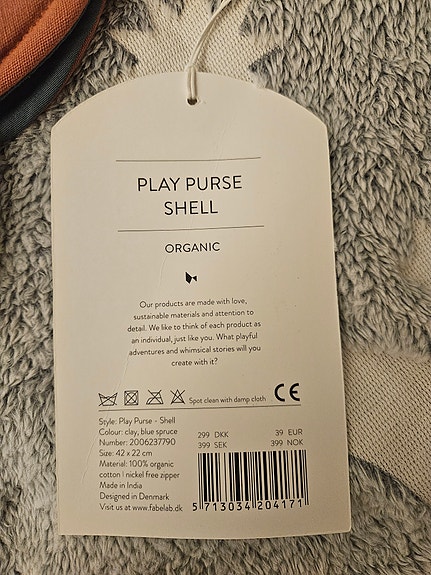 PLAY PURSE
SHELL
ORGANIC
Our products are made with love,
sustainable materials and attention to
detail. We like to think of each product as
an individual, just like you. What playful
adventures and whimsical stories will you
create with it?
Spot clean with damp cloth CE
Style: Play Purse - Shell
Colour: clay, blue spruce
Number: 2006237790
Size: 42 x 22 cm
Material: 100% organic
cotton | nickel free zipper
Made in India
Designed in Denmark
Visit us at www.fabelab.dk
299 DKK 39 EUR
399 SEK 399 NOK
5 713034 204171